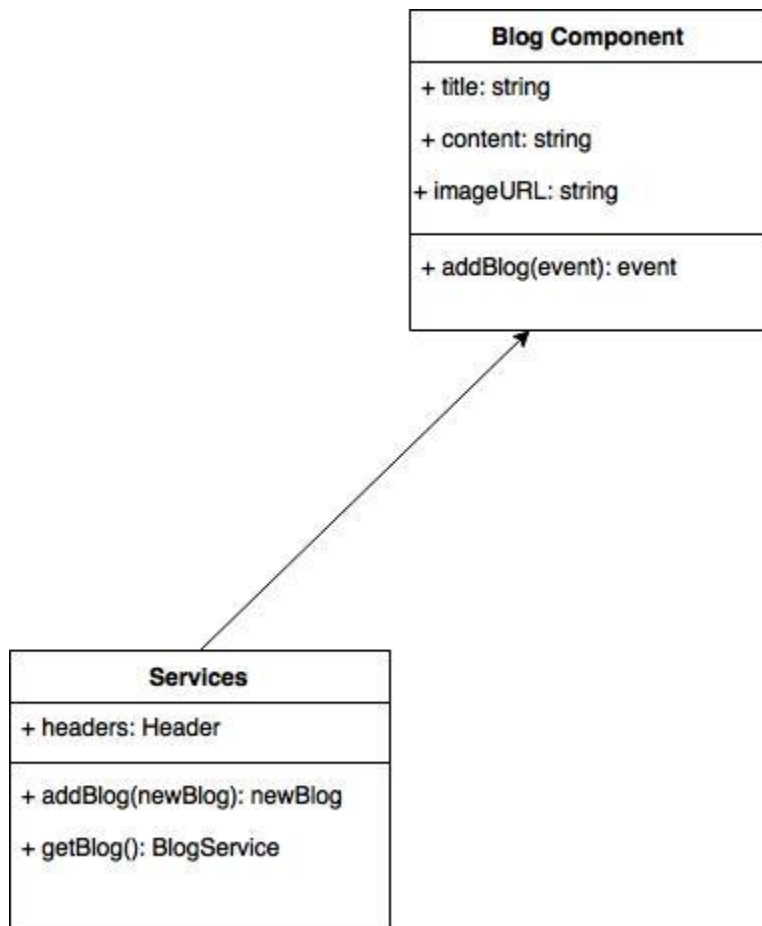 Blog Component
+ title: string
+ content: string
+ imageURL: string
+ addBlog(event): event
Services
+ headers: Header
+ addBlog(newBlog): newBlog
+ getBlog(): BlogService